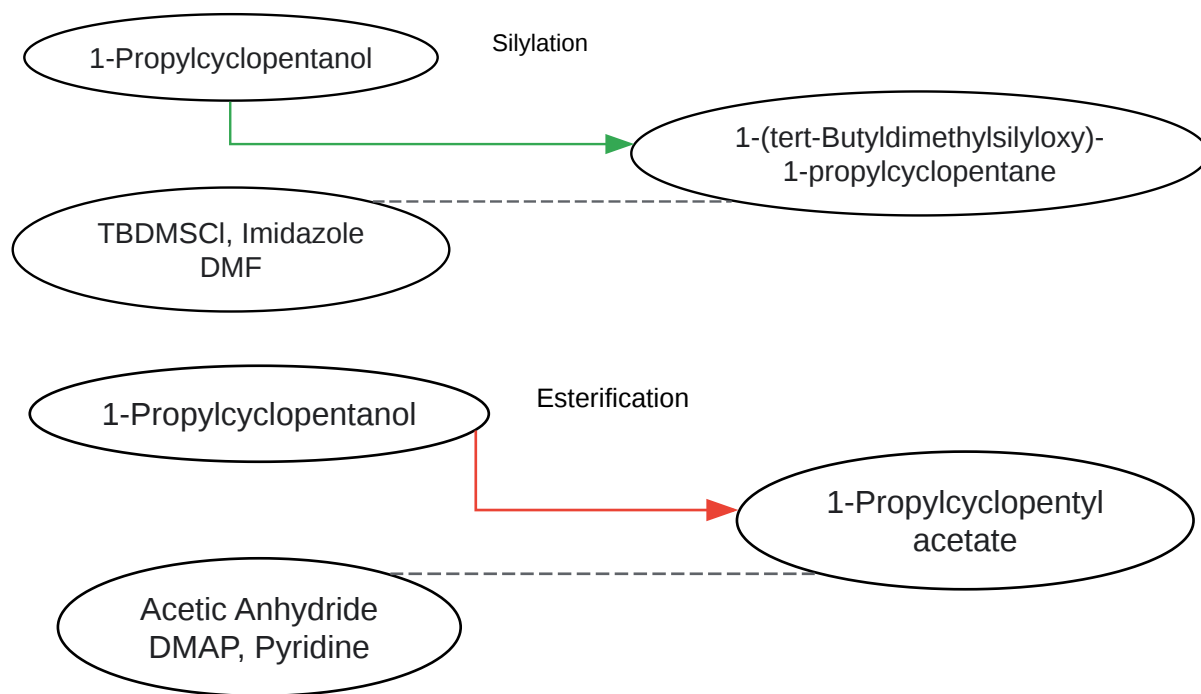 1-Propylcyclopentanol
Silylation
1-(tert-Butyldimethylsilyloxy)-
1-propylcyclopentane
TBDMSCl, Imidazole
DMF
1-Propylcyclopentanol
Esterification
1-Propylcyclopentyl
acetate
Acetic Anhydride
DMAP, Pyridine